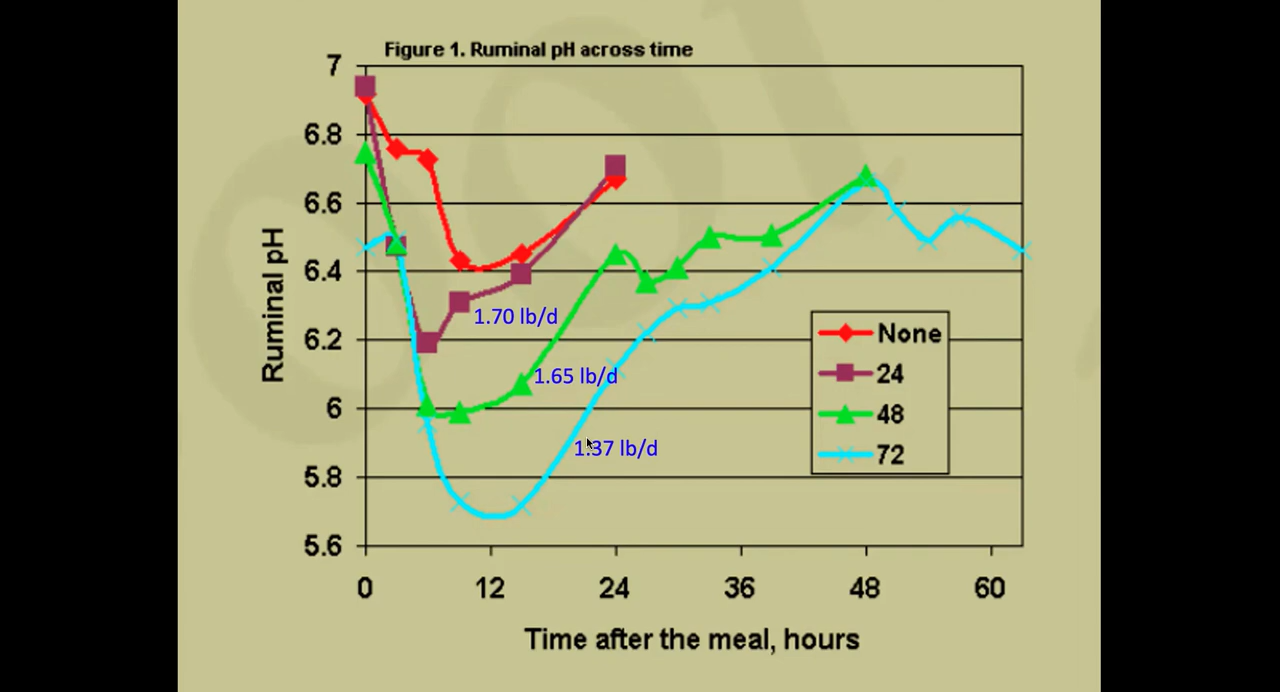 Figure 1. Ruminal pH across time
7
6.8
6.6
6.4
6.2
6
5.8
5.6
Ruminal pH
1.70 lb/d
1.65 lb/d
1.37 lb/d
None
24
48
72
0 12 24 36 48 60
Time after the meal, hours